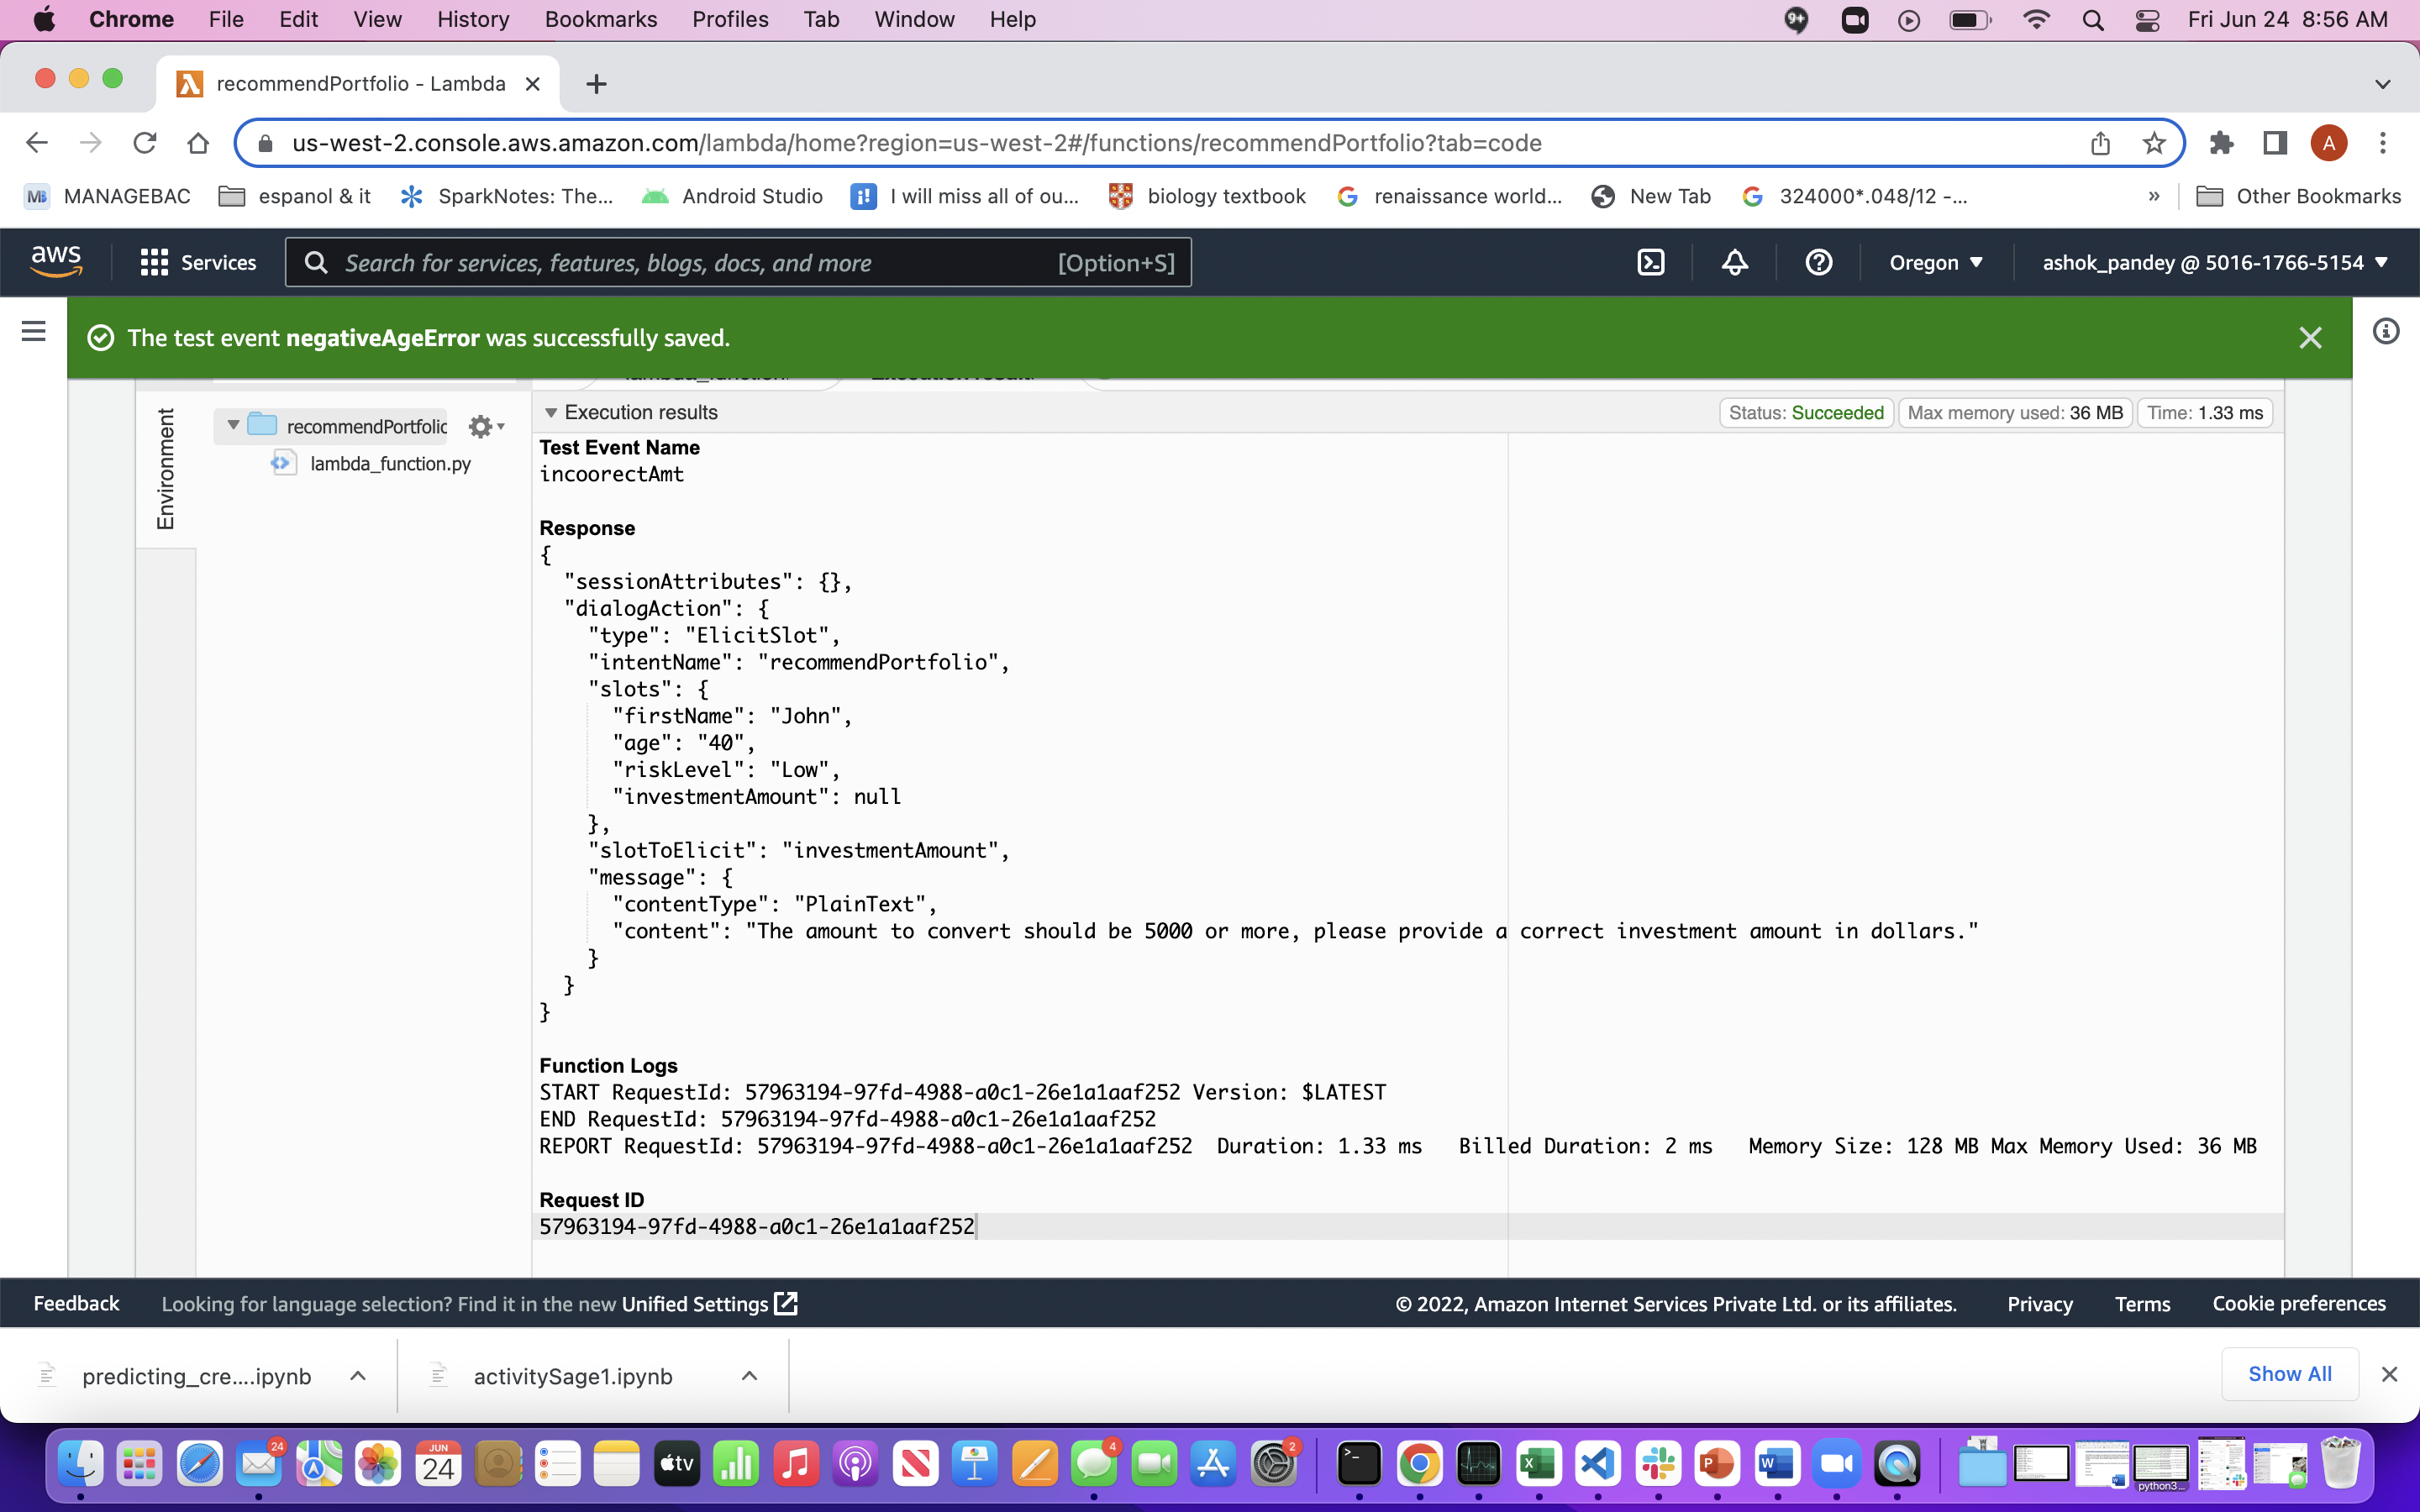 Chrome File Edit View History Bookmarks Profiles Tab Window Help 9+ Fri Jun 24 8:56 AM
recommendPortfolio - Lambda
us-west-2.console.aws.amazon.com/lambda/home?region=us-west-2#/functions/recommendPortfolio?tab=code A
MB MANAGEBAC espanol & it SparkNotes: The... Android Studio i! I will miss all of ou... biology textbook renaissance world... New Tab 324000*.048/12 -... » Other Bookmarks
aws Services Search for services, features, blogs, docs, and more [Option+S] Oregon ashok_pandey @ 5016-1766-5154
The test event negativeAgeError was successfully saved.
Environment
recommendPortfolic
lambda_function.py
Execution results Status: Succeeded Max memory used: 36 MB Time: 1.33 ms
Test Event Name
incoorectAmt
Response
{
"sessionAttributes": {},
"dialogAction": {
"type": "ElicitSlot",
"intentName": "recommendPortfolio",
"slots": {
"firstName": "John",
"age": "40",
"riskLevel": "Low",
"investmentAmount": null
},
"slotToElicit": "investmentAmount",
"message": {
"contentType": "PlainText",
"content": "The amount to convert should be 5000 or more, please provide a correct investment amount in dollars."
}
}
}
Function Logs
START RequestId: 57963194-97fd-4988-a0c1-26e1a1aaf252 Version: $LATEST
END RequestId: 57963194-97fd-4988-a0c1-26e1a1aaf252
REPORT RequestId: 57963194-97fd-4988-a0c1-26e1a1aaf252 Duration: 1.33 ms Billed Duration: 2 ms Memory Size: 128 MB Max Memory Used: 36 MB
Request ID
57963194-97fd-4988-a0c1-26e1a1aaf252
Feedback Looking for language selection? Find it in the new Unified Settings © 2022, Amazon Internet Services Private Ltd. or its affiliates. Privacy Terms Cookie preferences
predicting_cre....ipynb activitySage1.ipynb Show All
24 JUN 24 tv 4 2 python3...